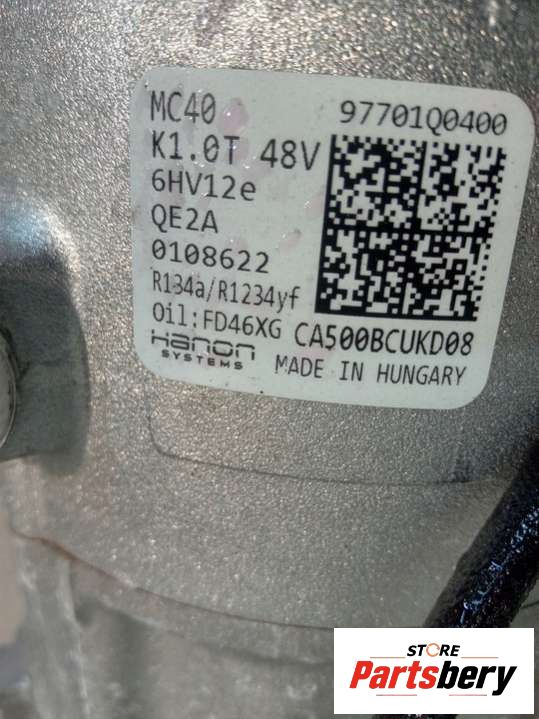 MC40 97701Q0400
K1.0T 48V
6HV12e
QE2A
0108622
R134a/R1234yf
Oil:FD46XG CA500BCUKD08
Hanon
SYSTEMS
MADE IN HUNGARY
STORE
Partsbery